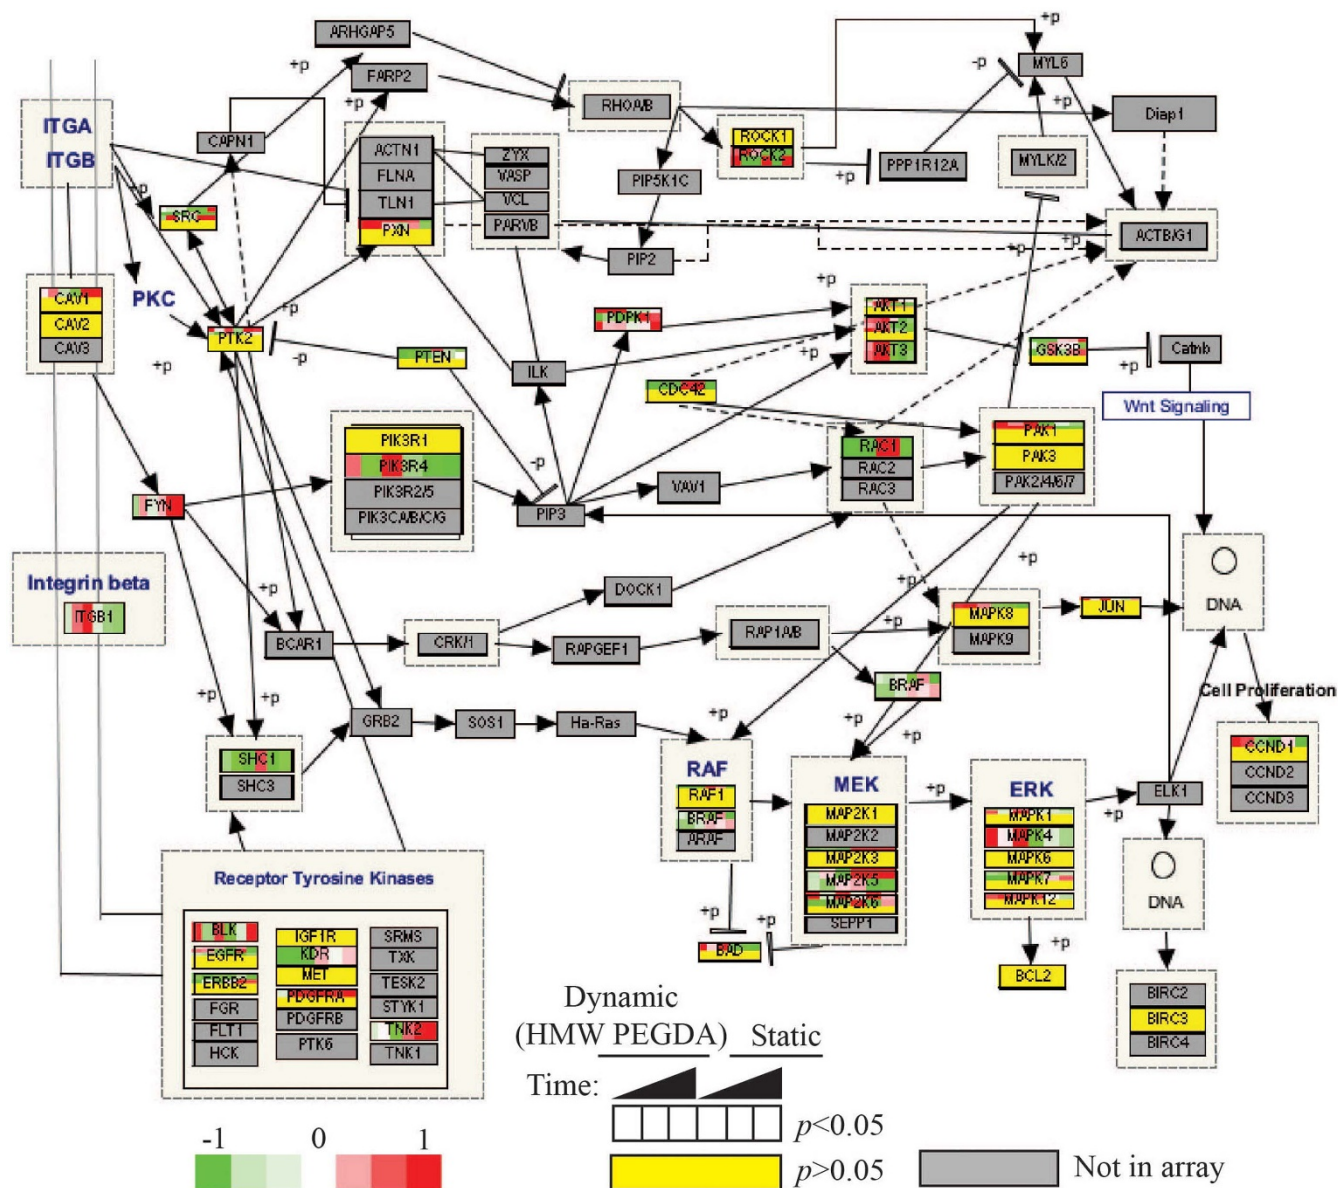 ARHGAP5
+p
+p
-p
MYL6
FARP2
+p
RHOA/B
Diap1
ITGA
ITGB
CAPN1
ACTN1
FLNA
TLN1
PXN
ZYX
VASP
VCL
PARVB
ROCK1
ROCK2
+p
PPP1R12A
MYLK/2
PIP5K1C
+p
SRC
PIP2
ACTB/G1
+p
+p
CAV1
CAV2
CAV3
PKC
+p
PTK2
+p
-p
PTEN
PDPK1
+p
AKT1
AKT2
AKT3
+p
GSK3B
+p
Catnb
ILK
CDC42
Wnt Signaling
PIK3R1
PIK3R4
PIK3R2/5
PIK3CA/B/C/G
-p
PIP3
VAV1
RAC1
RAC2
RAC3
PAK1
PAK3
PAK2/4/6/7
FYN
Integrin beta
ITGB1
+p
BCAR1
CRK/l
DOCK1
RAPGEF1
RAP1A/B
+p
+p
+p
MAPK8
MAPK9
+p
JUN
DNA
BRAF
Cell Proliferation
+p
+p
GRB2
SOS1
Ha-Ras
+p
+p
SHC1
SHC3
RAF
RAF1
BRAF
ARAF
MEK
MAP2K1
MAP2K2
MAP2K3
MAP2K5
MAP2K6
SEPP1
+p
ERK
MAPK1
MAPK4
MAPK6
MAPK7
MAPK12
+p
ELK1
CCND1
CCND2
CCND3
DNA
Receptor Tyrosine Kinases
BLK
EGFR
ERBB2
FGR
FLT1
HCK
IGF1R
KDR
MET
PDGFRA
PDGFRB
PTK6
SRMS
TXK
TESK2
STYK1
TNK2
TNK1
+p
+p
BAD
+p
BCL2
BIRC2
BIRC3
BIRC4
Dynamic
(HMW PEGDA) Static
Time:
p<0.05
p>0.05
-1 0 1
Not in array